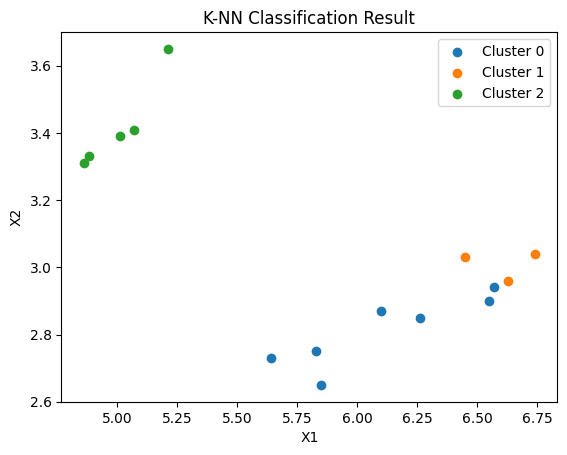 K-NN Classification Result
Cluster 0
Cluster 1
Cluster 2
3.6
3.4
3.2
3.0
2.8
2.6
X2
5.00 5.25 5.50 5.75 6.00 6.25 6.50 6.75
X1